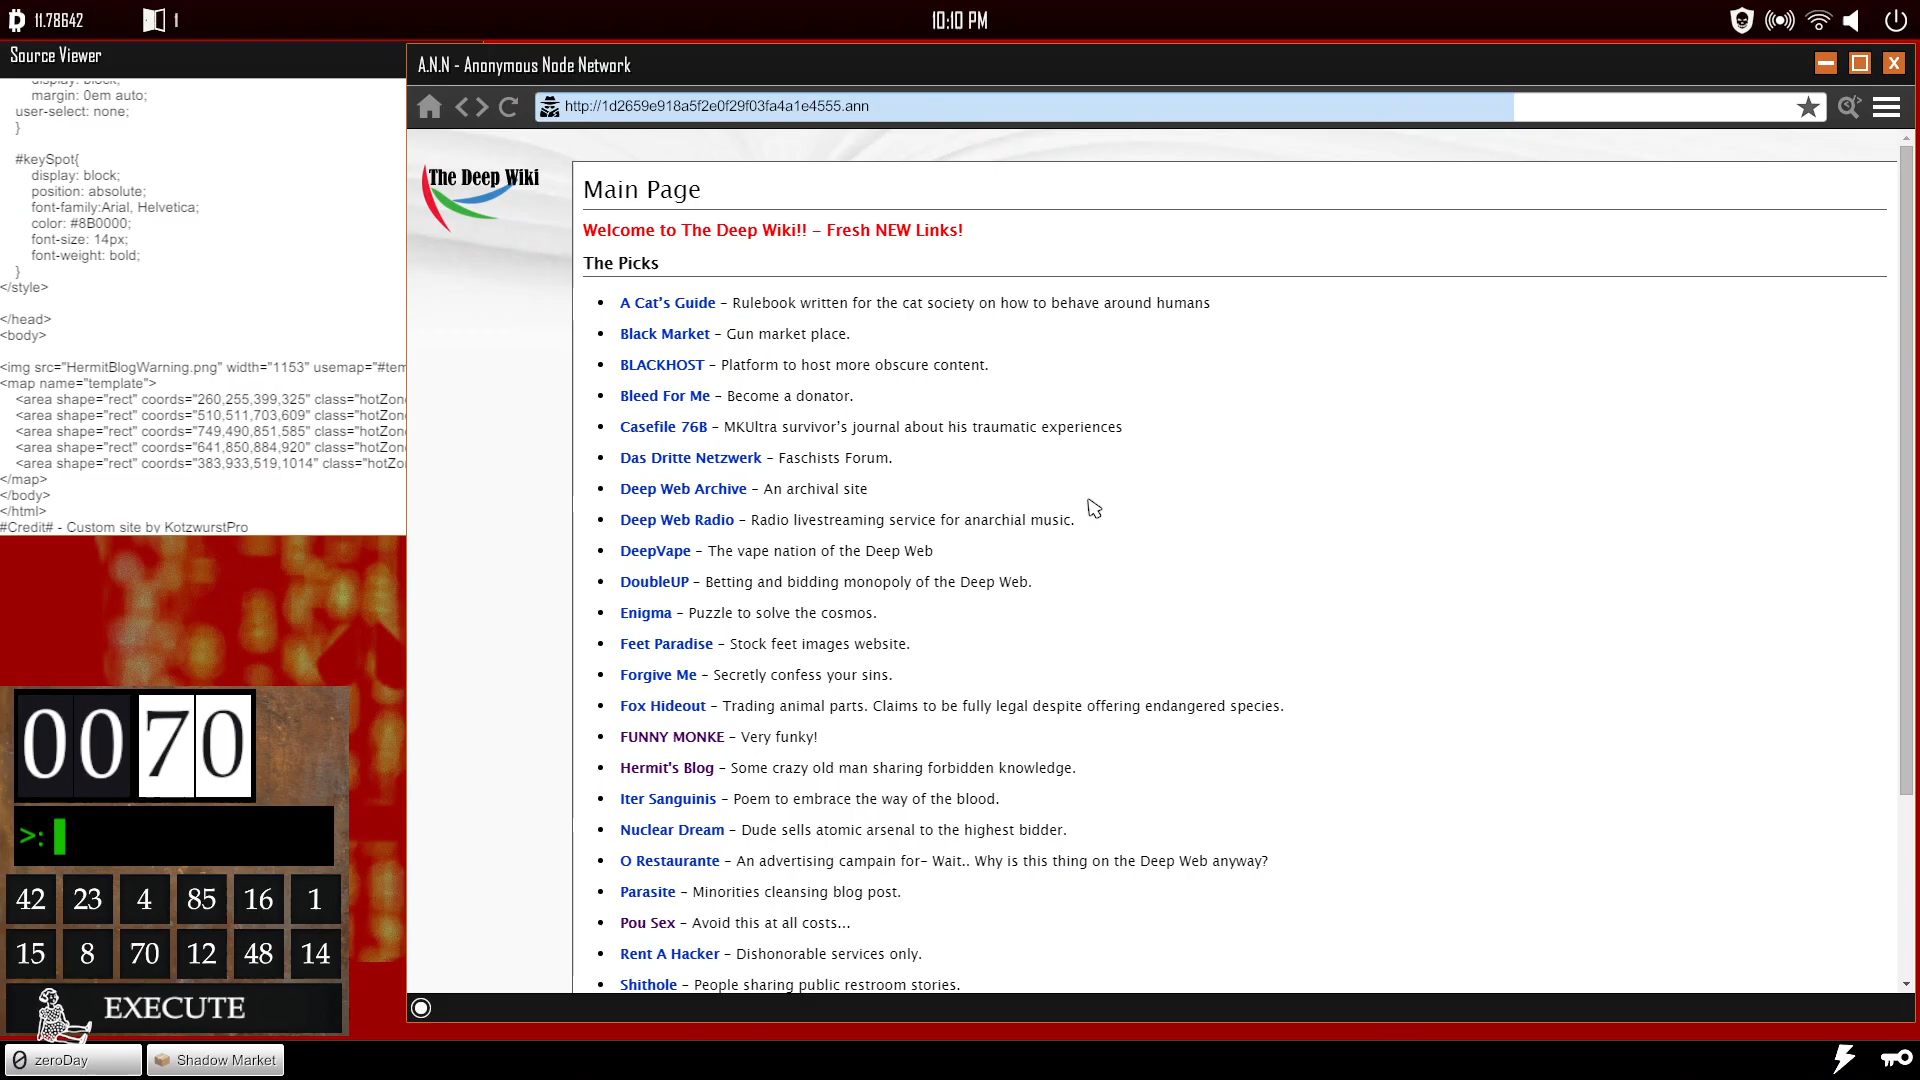 11.78642
1
10:10 PM
Source Viewer
display: block;
margin: 0em auto;
user-select: none;
}
#keySpot{
display: block;
position: absolute;
font-family:Arial, Helvetica;
color: #8B0000;
font-size: 14px;
font-weight: bold;
}
</style>
</head>
<body>
<img src="HermitBlogWarning.png" width="1153" usemap="#tem
<map name="template">
<area shape="rect" coords="260,255,399,325" class="hotZon
<area shape="rect" coords="510,511,703,609" class="hotZon
<area shape="rect" coords="749,490,851,585" class="hotZon
<area shape="rect" coords="641,850,884,920" class="hotZon
<area shape="rect" coords="383,933,519,1014" class="hotZo
</map>
</body>
</html>
#Credit# - Custom site by KotzwurstPro
A.N.N - Anonymous Node Network
http://1d2659e918a5f2e0f29f03fa4a1e4555.ann
The Deep Wiki
Main Page
Welcome to The Deep Wiki!! – Fresh NEW Links!
The Picks
• A Cat's Guide – Rulebook written for the cat society on how to behave around humans
• Black Market – Gun market place.
• BLACKHOST – Platform to host more obscure content.
• Bleed For Me – Become a donator.
• Casefile 76B – MKUltra survivor's journal about his traumatic experiences
• Das Dritte Netzwerk – Faschists Forum.
• Deep Web Archive – An archival site
• Deep Web Radio – Radio livestreaming service for anarchial music.
• DeepVape – The vape nation of the Deep Web
• DoubleUP – Betting and bidding monopoly of the Deep Web.
• Enigma – Puzzle to solve the cosmos.
• Feet Paradise – Stock feet images website.
• Forgive Me – Secretly confess your sins.
• Fox Hideout – Trading animal parts. Claims to be fully legal despite offering endangered species.
• FUNNY MONKE – Very funky!
• Hermit's Blog – Some crazy old man sharing forbidden knowledge.
• Iter Sanguinis – Poem to embrace the way of the blood.
• Nuclear Dream – Dude sells atomic arsenal to the highest bidder.
• O Restaurante – An advertising campain for– Wait.. Why is this thing on the Deep Web anyway?
• Parasite – Minorities cleansing blog post.
• Pou Sex – Avoid this at all costs...
• Rent A Hacker – Dishonorable services only.
• Shithole – People sharing public restroom stories.
0070
>:
42 23 4 85 16 1
15 8 70 12 48 14
EXECUTE
zeroDay
Shadow Market